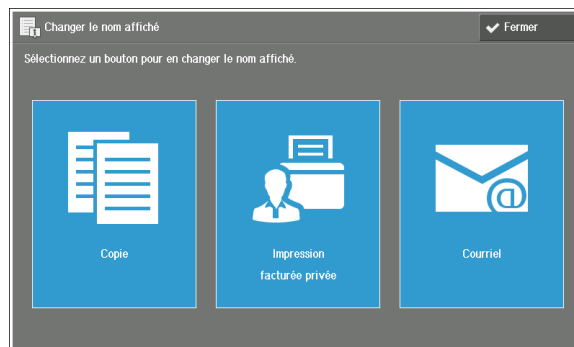 Changer le nom affiché
Fermer
Sélectionnez un bouton pour en changer le nom affiché.
Copie
Impression
facturée privée
Courriel